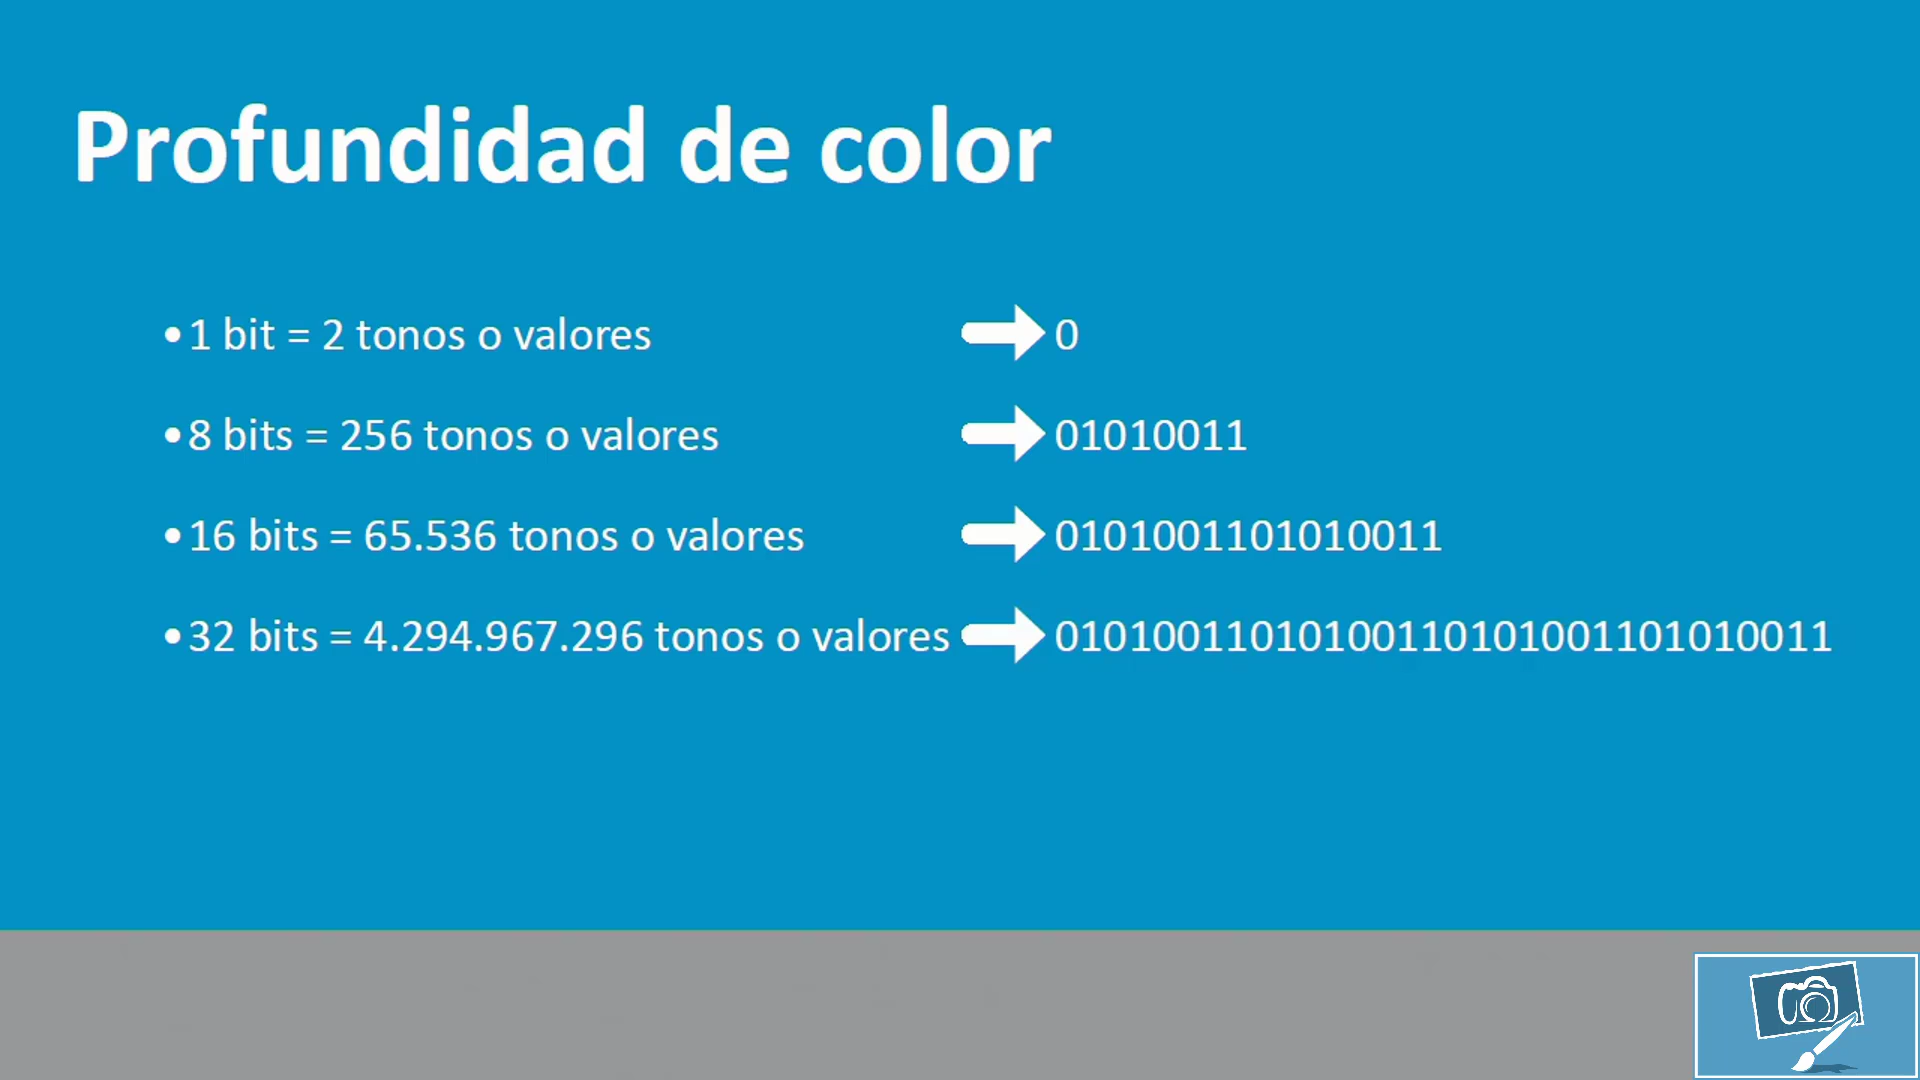 Profundidad de color
•1 bit = 2 tonos o valores 0
•8 bits = 256 tonos o valores 01010011
•16 bits = 65.536 tonos o valores 0101001101010011
•32 bits = 4.294.967.296 tonos o valores 01010011010100110101001101010011